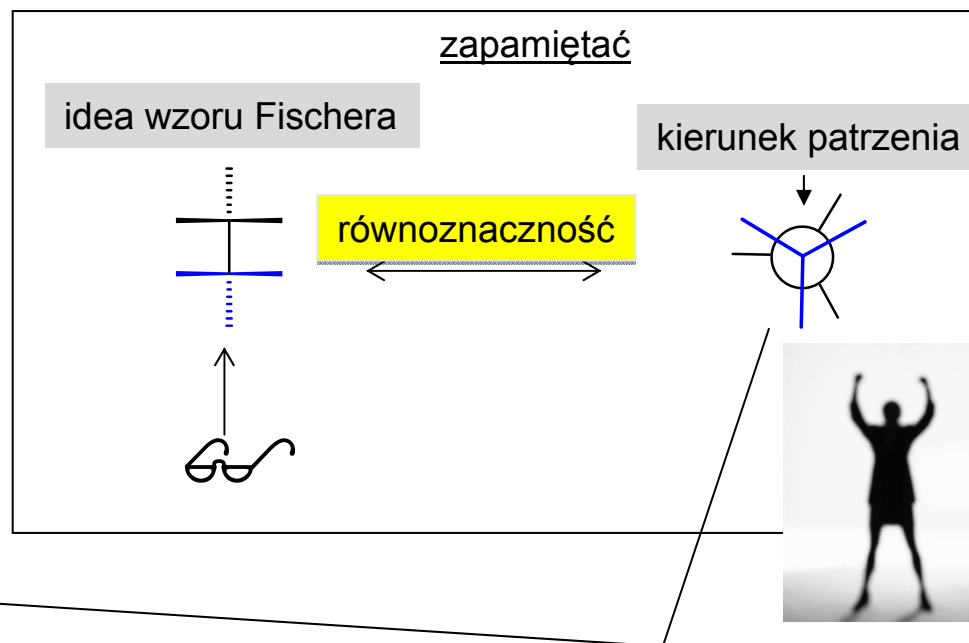 zapamiętać
idea wzoru Fischera
kierunek patrzenia
równoznaczność